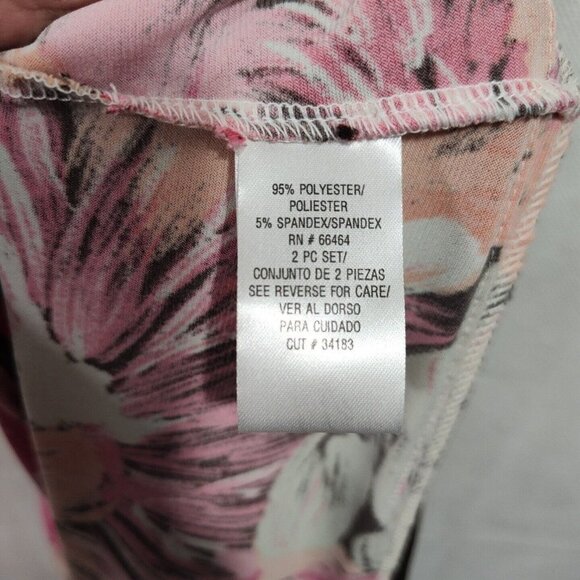 95% POLYESTER/
POLIESTER
5% SPANDEX/SPANDEX
RN # 66464
2 PC SET/
CONJUNTO DE 2 PIEZAS
SEE REVERSE FOR CARE/
VER AL DORSO
PARA CUIDADO
CUT # 34183